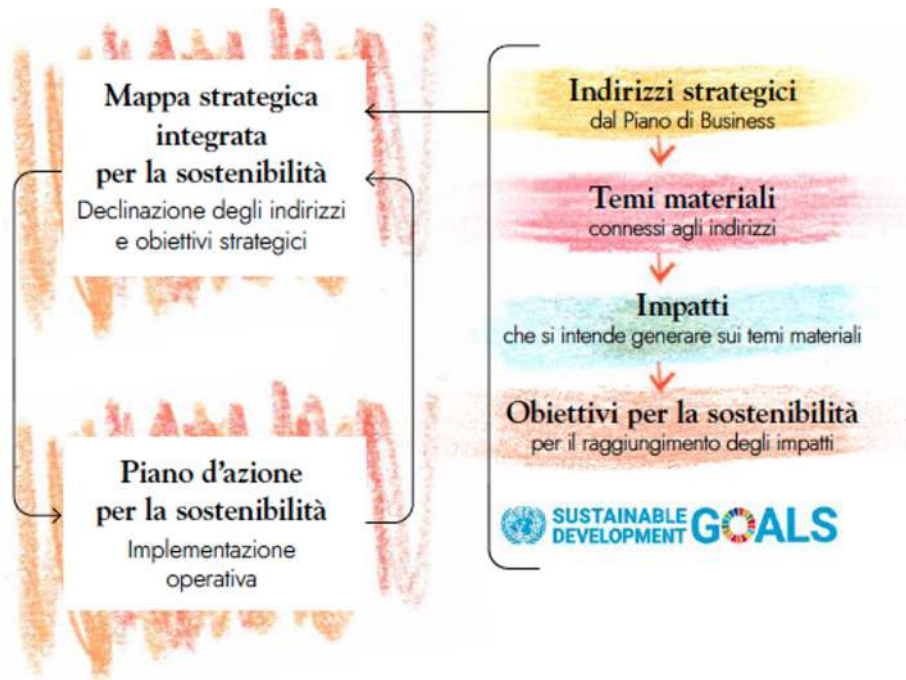 Mappa strategica
integrata
per la sostenibilità
Declinazione degli indirizzi
e obiettivi strategici
Piano d'azione
per la sostenibilità
Implementazione
operativa
Indirizzi strategici
dal Piano di Business
Temi materiali
connessi agli indirizzi
Impatti
che si intende generare sui temi materiali
Obiettivi per la sostenibilità
per il raggiungimento degli impatti
SUSTAINABLE
DEVELOPMENT GOALS